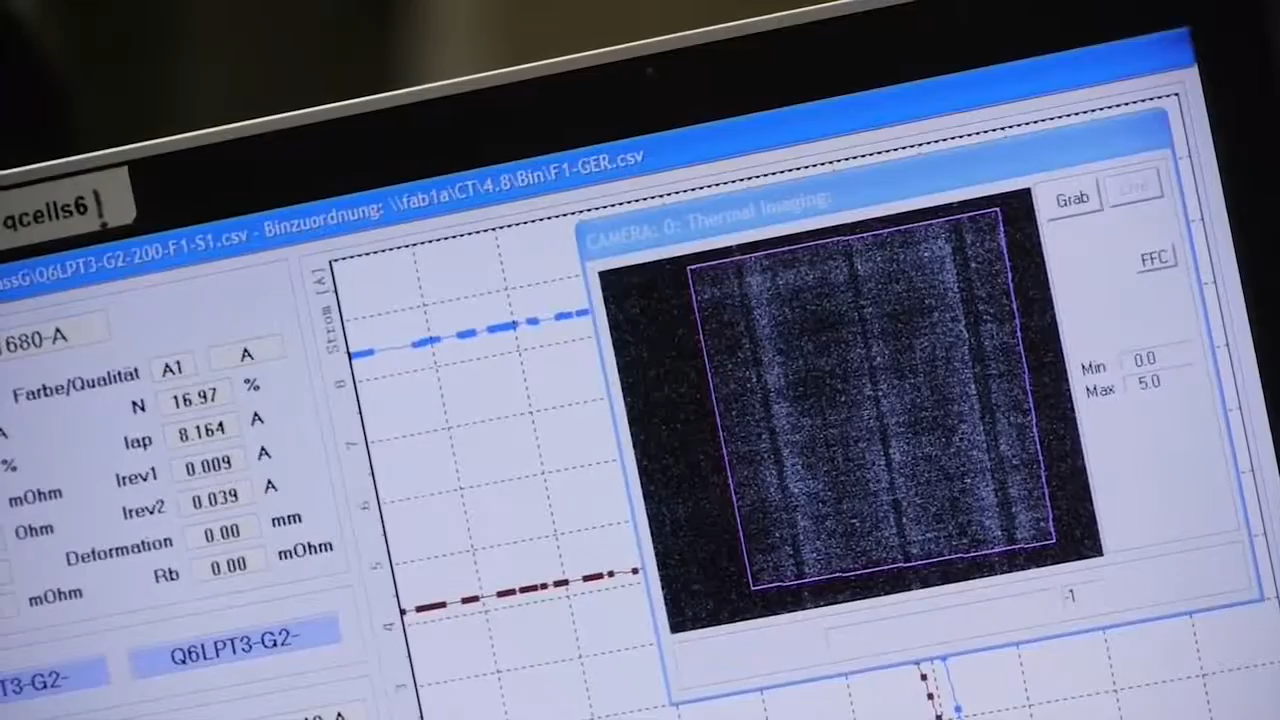 qcells6!
ssG\Q6LPT3-G2-200-F1-S1.csv - Binzuordnung: \\fab1a\CT\4.8\Bin\F1-GER.csv
CAMERA: 0: Thermal Imaging:
Grab
FFC
Min 0.0
Max 5.0
-1
Strom [A]
8
7
6
5
4
3
680-A
Farbe/Qualität A1 A
N 16.97 %
Iap 8.164 A
Irev1 0.009 A
Irev2 0.039 A
Deformation 0.00 mm
Rb 0.00 mOhm
A
%
mOhm
Ohm
mOhm
T3-G2-
Q6LPT3-G2-